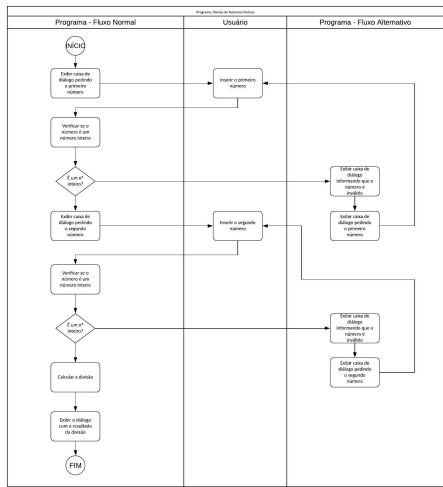 Programa: Divisão de Números Inteiros
Programa - Fluxo Normal
Usuário
Programa - Fluxo Alternativo
INÍCIO
Exibir caixa de
diálogo pedindo
o primeiro
número
Inserir o primeiro
número
Verificar se o
número é um
número inteiro
É um n°
inteiro?
Exibir caixa de
diálogo
informando que o
número é
inválido
Exibir caixa de
diálogo pedindo
o primeiro
número
Exibir caixa de
diálogo pedindo
o segundo
número
Inserir o segundo
número
Verificar se o
número é um
número inteiro
É um n°
inteiro?
Exibir caixa de
diálogo
informando que o
número é
inválido
Exibir caixa de
diálogo pedindo
o segundo
número
Calcular a divisão
Exibir o diálogo
com o resultado
da divisão
FIM